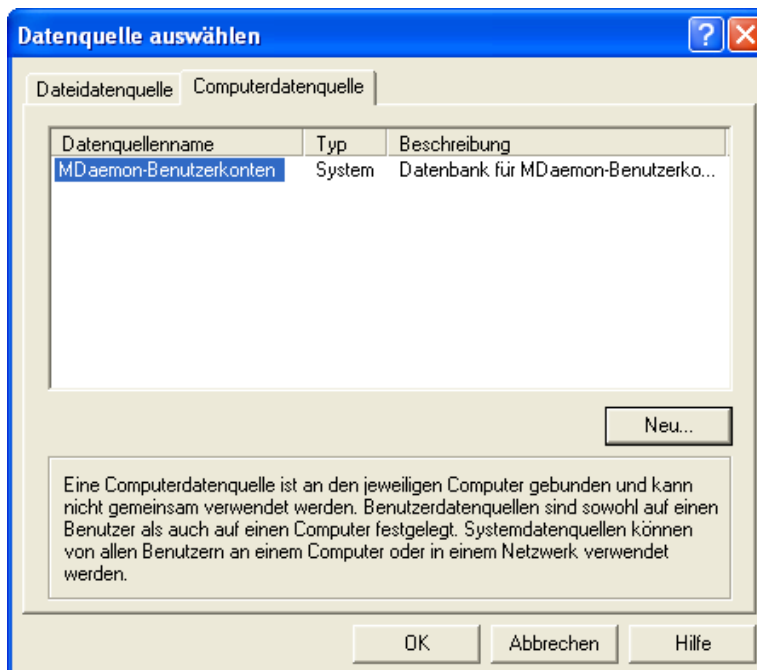 Datenquelle auswählen
Dateidatenquelle Computerdatenquelle
Datenquellenname Typ Beschreibung
MDaemon-Benutzerkonten System Datenbank für MDaemon-Benutzerko...
Neu...
Eine Computerdatenquelle ist an den jeweiligen Computer gebunden und kann
nicht gemeinsam verwendet werden. Benutzerdatenquellen sind sowohl auf einen
Benutzer als auch auf einen Computer festgelegt. Systemdatenquellen können
von allen Benutzern an einem Computer oder in einem Netzwerk verwendet
werden.
OK Abbrechen Hilfe